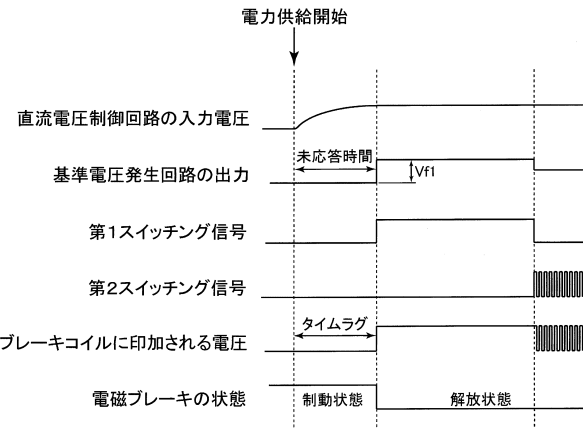 電力供給開始
直流電圧制御回路の入力電圧
未応答時間
基準電圧発生回路の出力
Vf1
第1スイッチング信号
第2スイッチング信号
タイムラグ
ブレーキコイルに印加される電圧
電磁ブレーキの状態
制動状態
解放状態